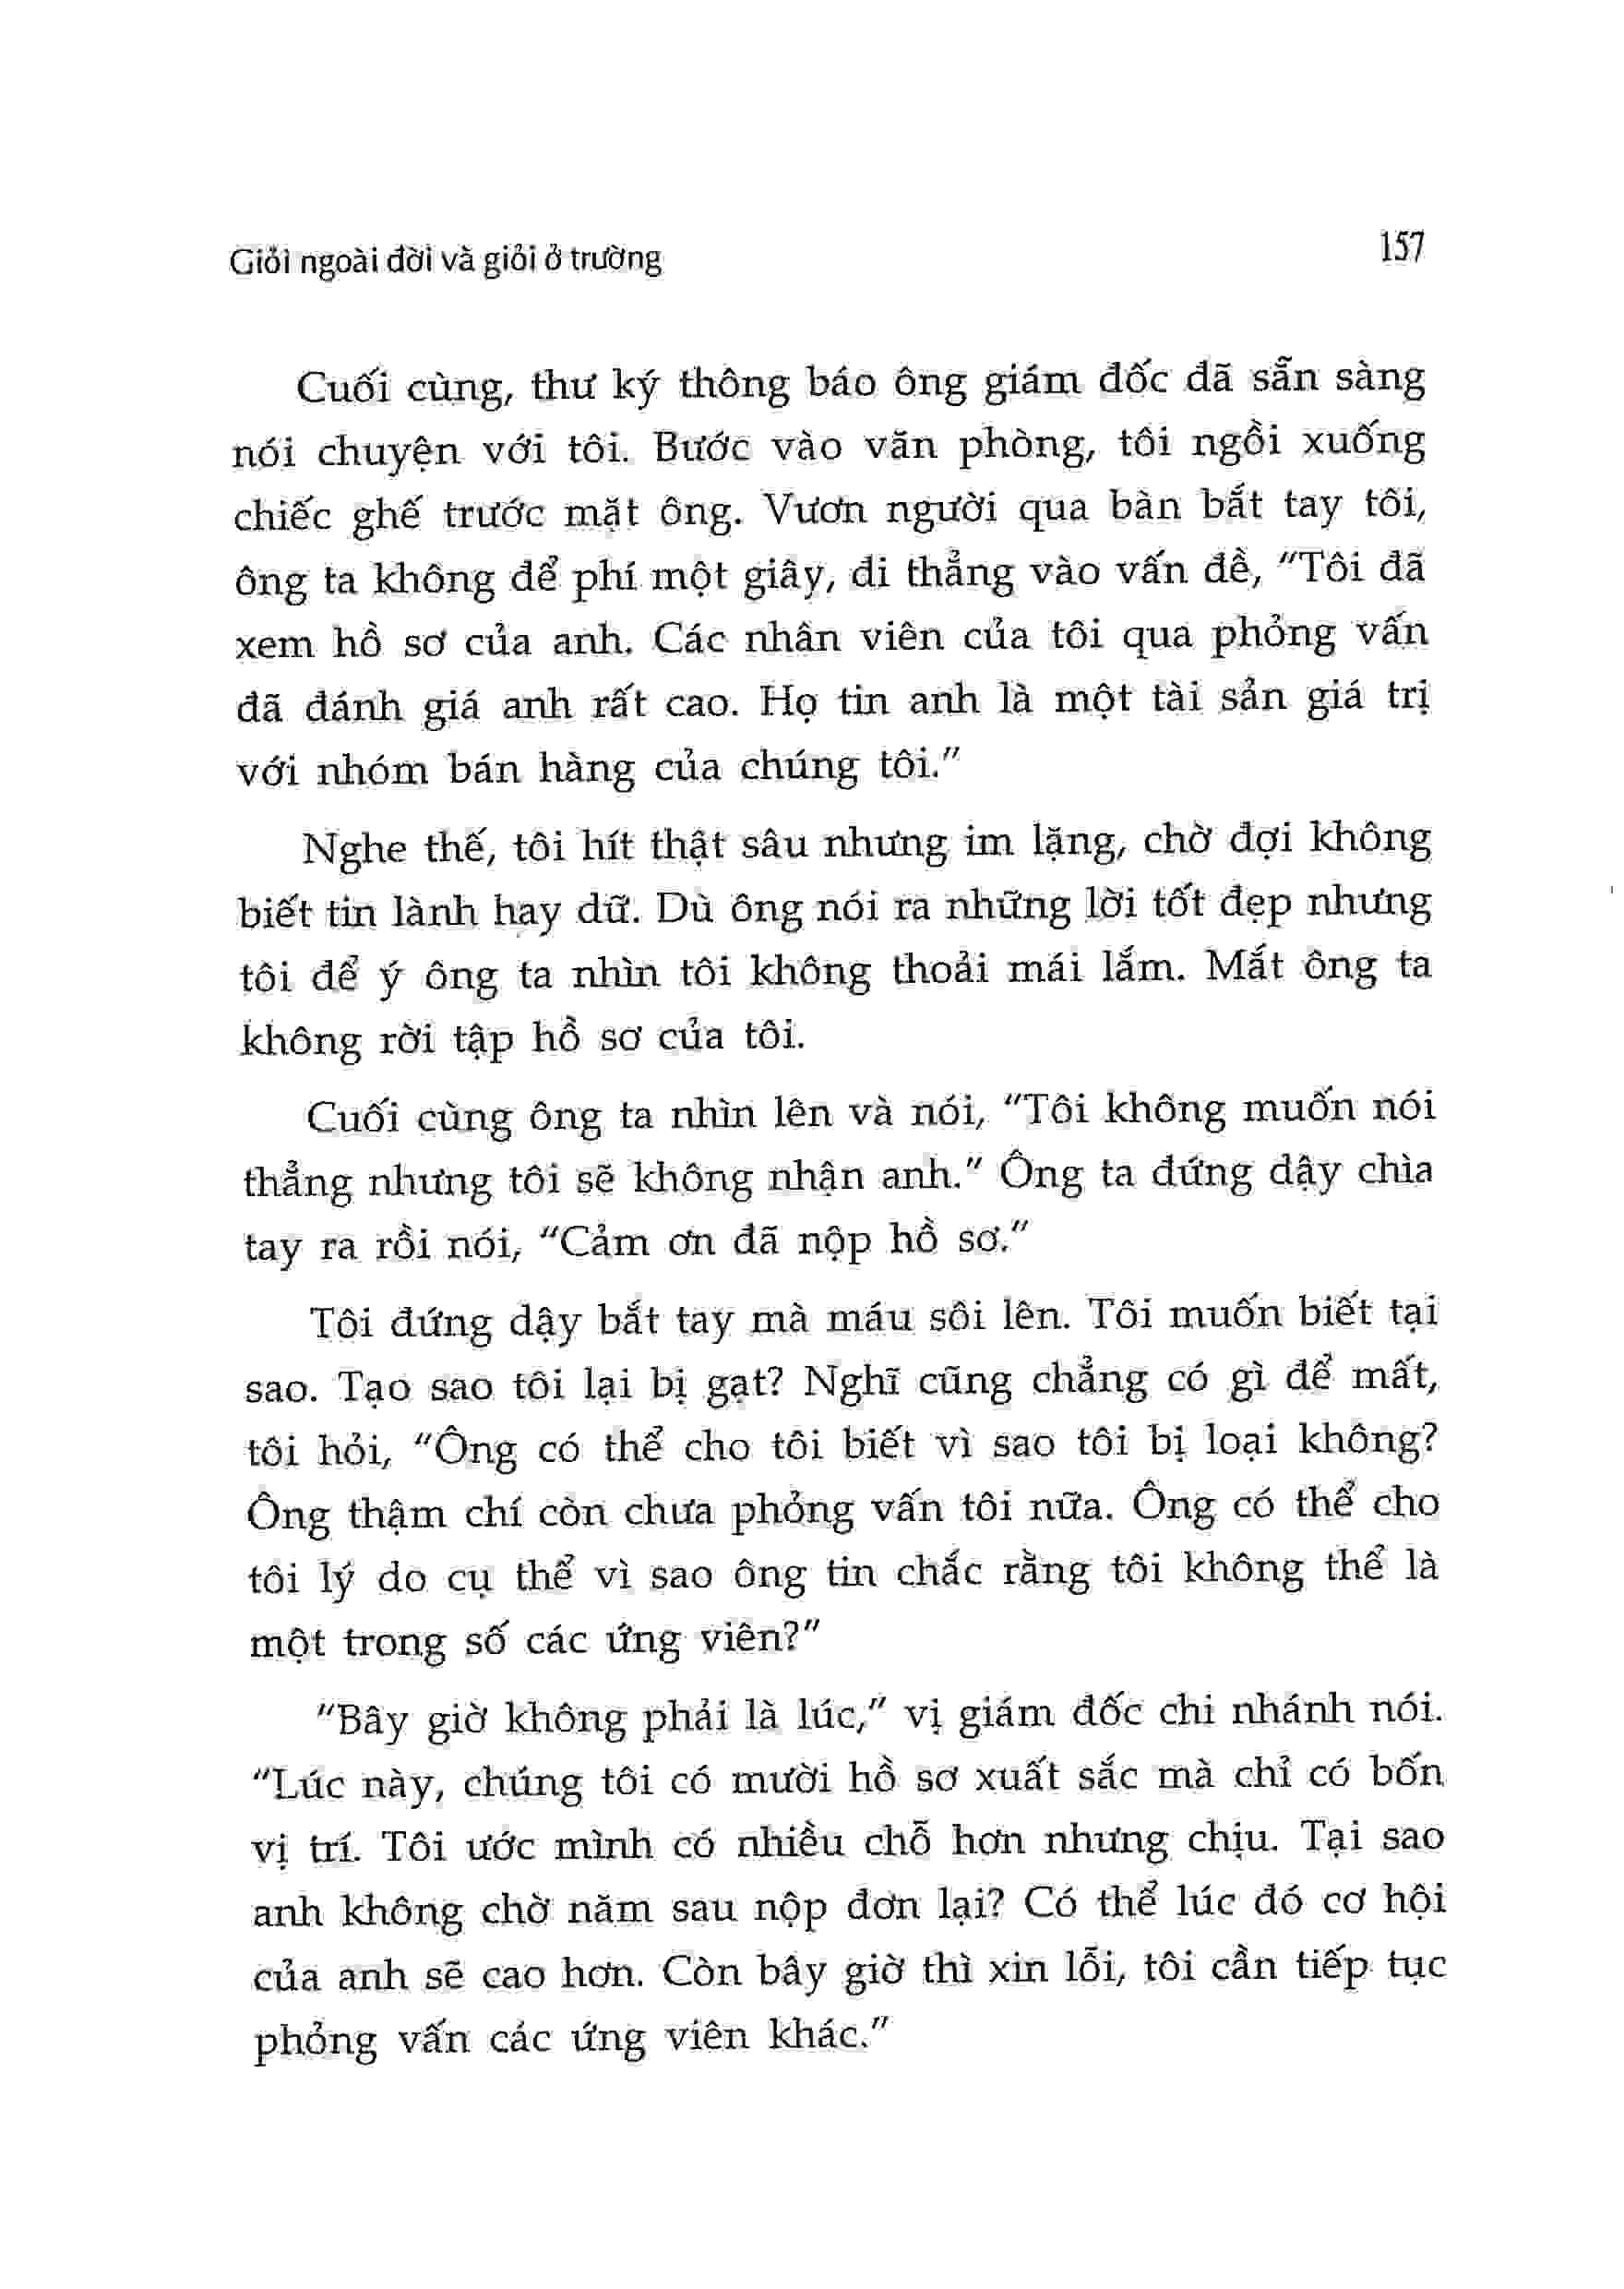 Giỏi ngoài đời và giỏi ở trường
157
Cuối cùng, thư ký thông báo ông giám đốc đã sẵn sàng
nói chuyện với tôi. Bước vào văn phòng, tôi ngồi xuống
chiếc ghế trước mặt ông. Vươn người qua bàn bắt tay tôi,
ông ta không để phí một giây, đi thẳng vào vấn đề, "Tôi đã
xem hồ sơ của anh. Các nhân viên của tôi qua phỏng vấn
đã đánh giá anh rất cao. Họ tin anh là một tài sản giá trị
với nhóm bán hàng của chúng tôi."
Nghe thế, tôi hít thật sâu nhưng im lặng, chờ đợi không
biết tin lành hay dữ. Dù ông nói ra những lời tốt đẹp nhưng
tôi để ý ông ta nhìn tôi không thoải mái lắm. Mắt ông ta
không rời tập hồ sơ của tôi.
Cuối cùng ông ta nhìn lên và nói, "Tôi không muốn nói
thẳng nhưng tôi sẽ không nhận anh." Ông ta đứng dậy chìa
tay ra rồi nói, "Cảm ơn đã nộp hồ sơ."
Tôi đứng dậy bắt tay mà máu sôi lên. Tôi muốn biết tại
sao. Tạo sao tôi lại bị gạt? Nghĩ cũng chẳng có gì để mất,
tôi hỏi, "Ông có thể cho tôi biết vì sao tôi bị loại không?
Ông thậm chí còn chưa phỏng vấn tôi nữa. Ông có thể cho
tôi lý do cụ thể vì sao ông tin chắc rằng tôi không thể là
một trong số các ứng viên?"
"Bây giờ không phải là lúc," vị giám đốc chi nhánh nói.
"Lúc này, chúng tôi có mười hồ sơ xuất sắc mà chỉ có bốn
vị trí. Tôi ước mình có nhiều chỗ hơn nhưng chịu. Tại sao
anh không chờ năm sau nộp đơn lại? Có thể lúc đó cơ hội
của anh sẽ cao hơn. Còn bây giờ thì xin lỗi, tôi cần tiếp tục
phỏng vấn các ứng viên khác."